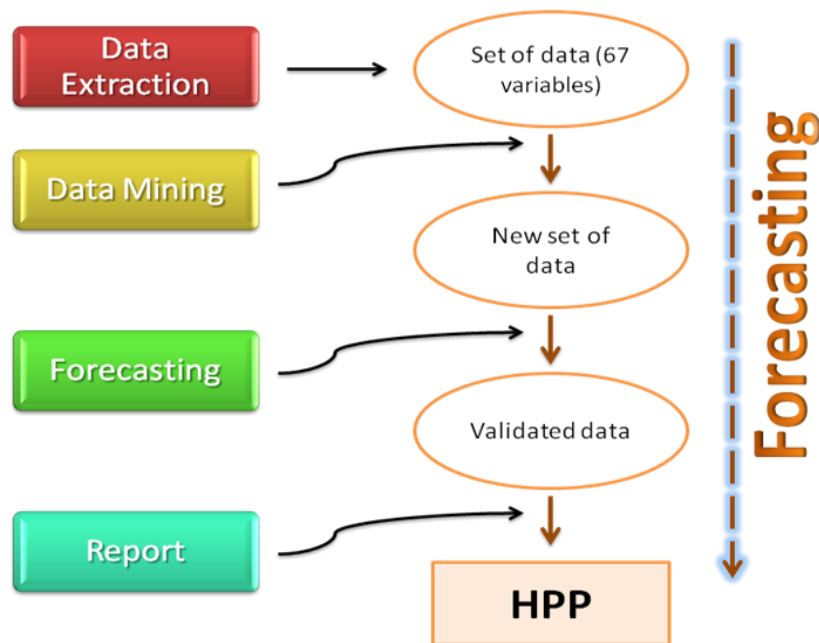 Data
Extraction
Set of data (67
variables)
Data Mining
New set of
data
Forecasting
Validated data
Report
HPP
Forecasting